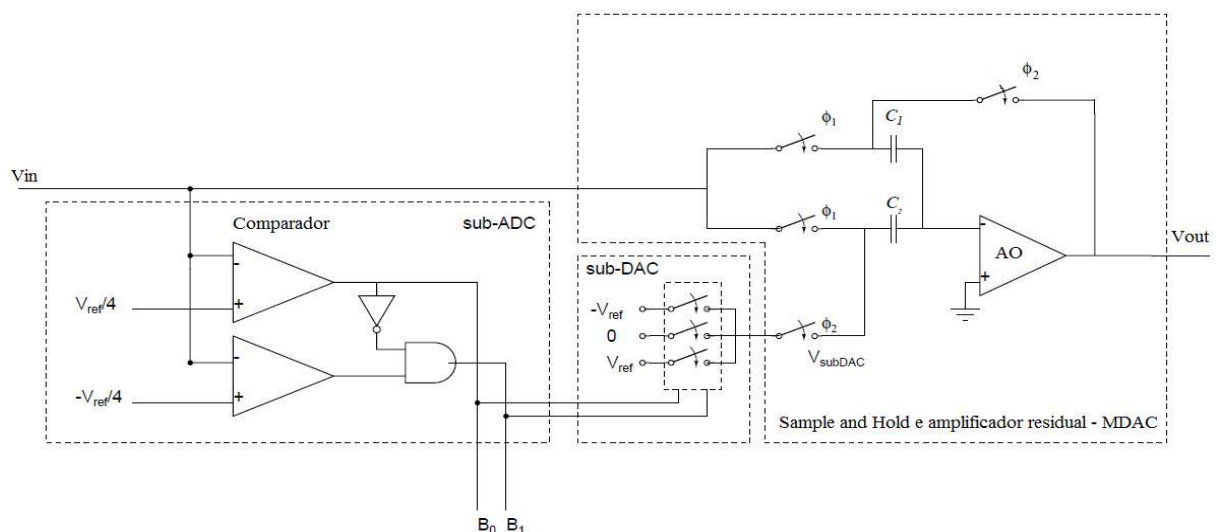 ϕ2
ϕ1
C1
Vin
Comparador
sub-ADC
ϕ1
C2
-
Vref/4
+
-
AO
+
Vout
sub-DAC
-Vref
0
Vref
ϕ2
VsubDAC
-
-Vref/4
+
Sample and Hold e amplificador residual - MDAC
B0 B1